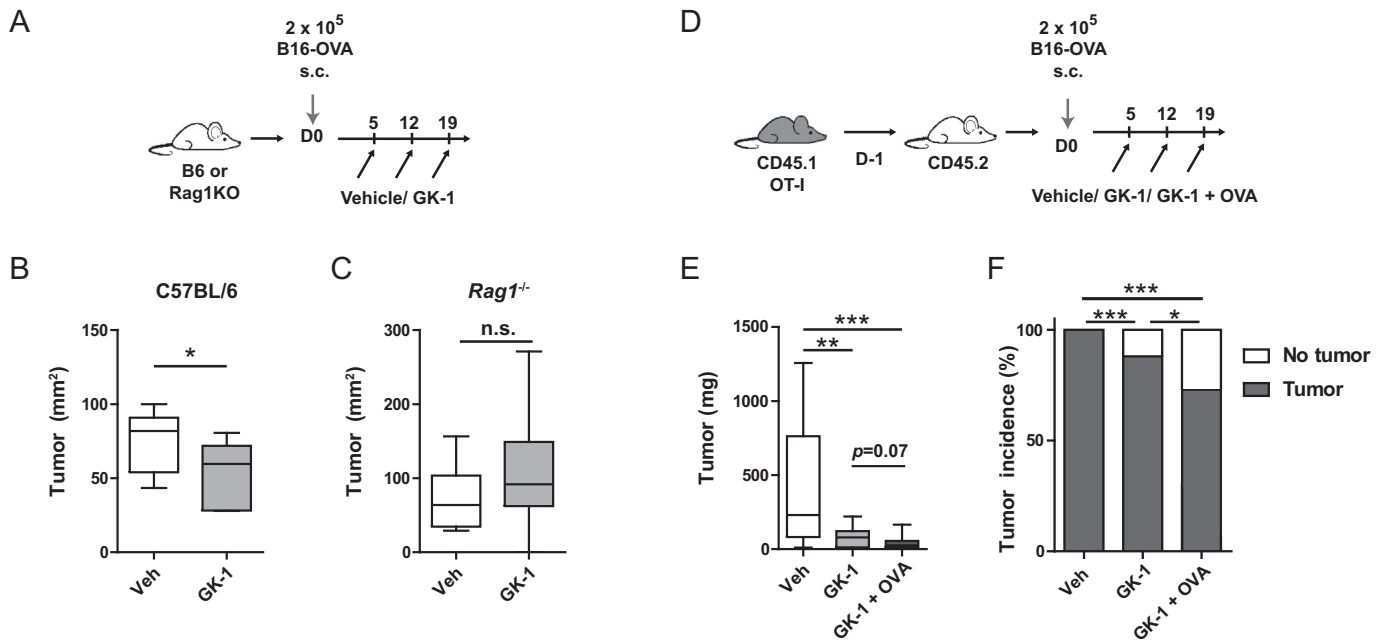 A
2 x 10⁵
B16-OVA
s.c.
D0
5 12 19
B6 or
Rag1KO
Vehicle/ GK-1
D
2 x 10⁵
B16-OVA
s.c.
5 12 19
D0
D-1
CD45.1
OT-I
CD45.2
Vehicle/ GK-1/ GK-1 + OVA
B
C57BL/6
Tumor (mm²)
150
100
50
0
*
Veh
GK-1
C
Rag1⁻/⁻
Tumor (mm²)
300
200
100
0
n.s.
Veh
GK-1
E
Tumor (mg)
1500
1000
500
0
***
**
p=0.07
Veh
GK-1
GK-1 + OVA
F
Tumor incidence (%)
100
50
0
***
*** *
Veh
GK-1
GK-1 + OVA
No tumor
Tumor